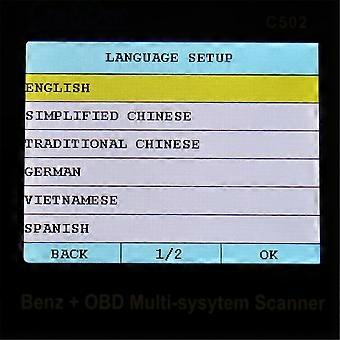 C502
LANGUAGE SETUP
ENGLISH
SIMPLIFIED CHINESE
TRADITIONAL CHINESE
GERMAN
VIETNAMESE
SPANISH
BACK 1/2 OK
Benz + OBD Multi-sysytem Scanner